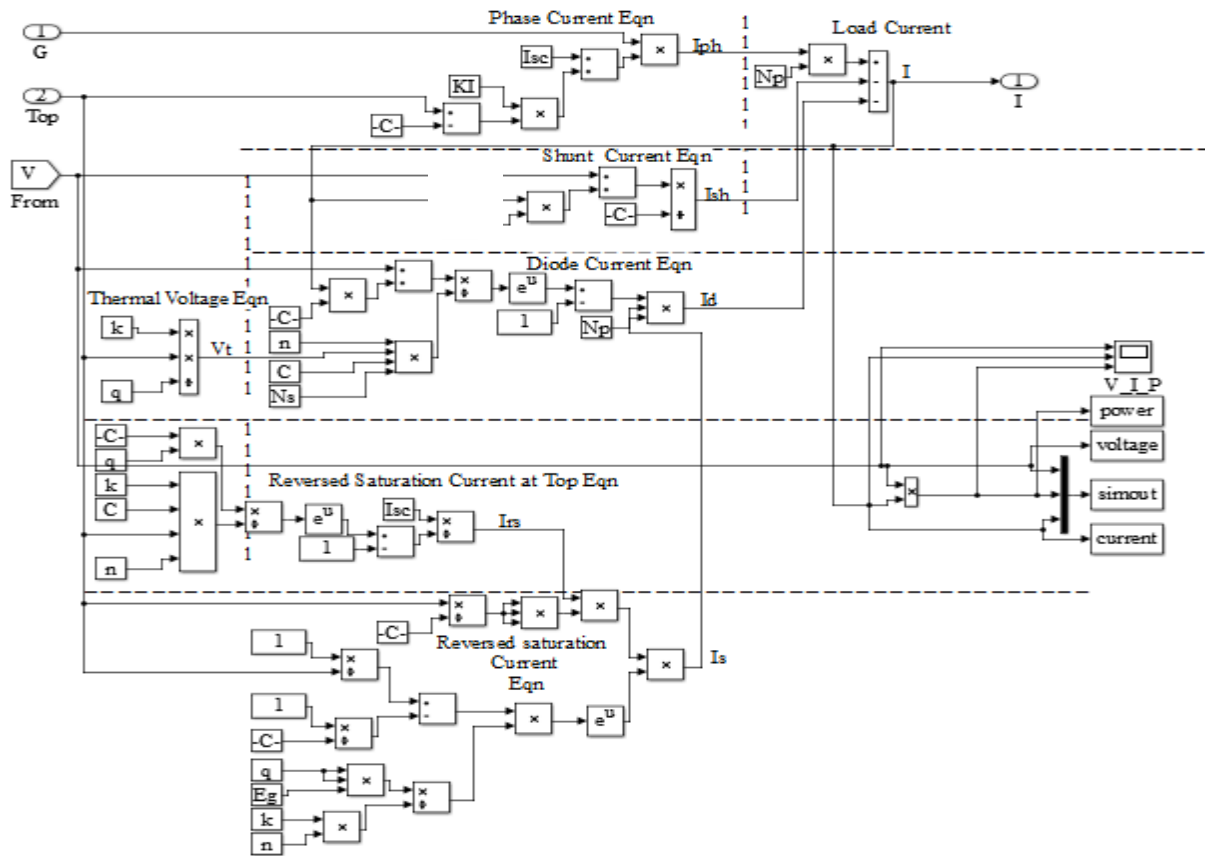 Phase Current Eqn
Load Current
1
G
Isc
Iph
Np
I
1
I
2
Top
KI
-C-
V
From
Shunt Current Eqn
-C-
Ish
Diode Current Eqn
Thermal Voltage Eqn
k
q
Vt
-C-
n
C
Ns
e^u
1
Np
Id
V_I_P
power
voltage
simout
current
-C-
q
k
C
n
Reversed Saturation Current at Top Eqn
e^u
1
Isc
Irs
-C-
Reversed saturation
Current
Eqn
1
1
-C-
q
Eg
k
n
e^u
Is